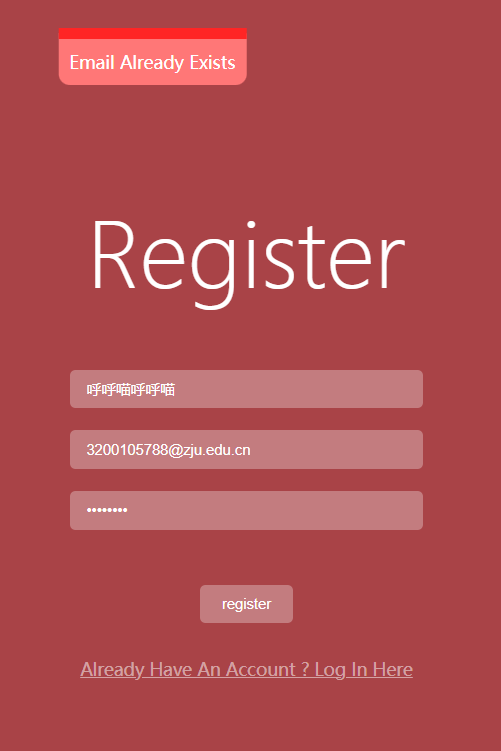 Email Already Exists
Register
呼呼喵呼呼喵
3200105788@zju.edu.cn
••••••••
register
Already Have An Account ? Log In Here